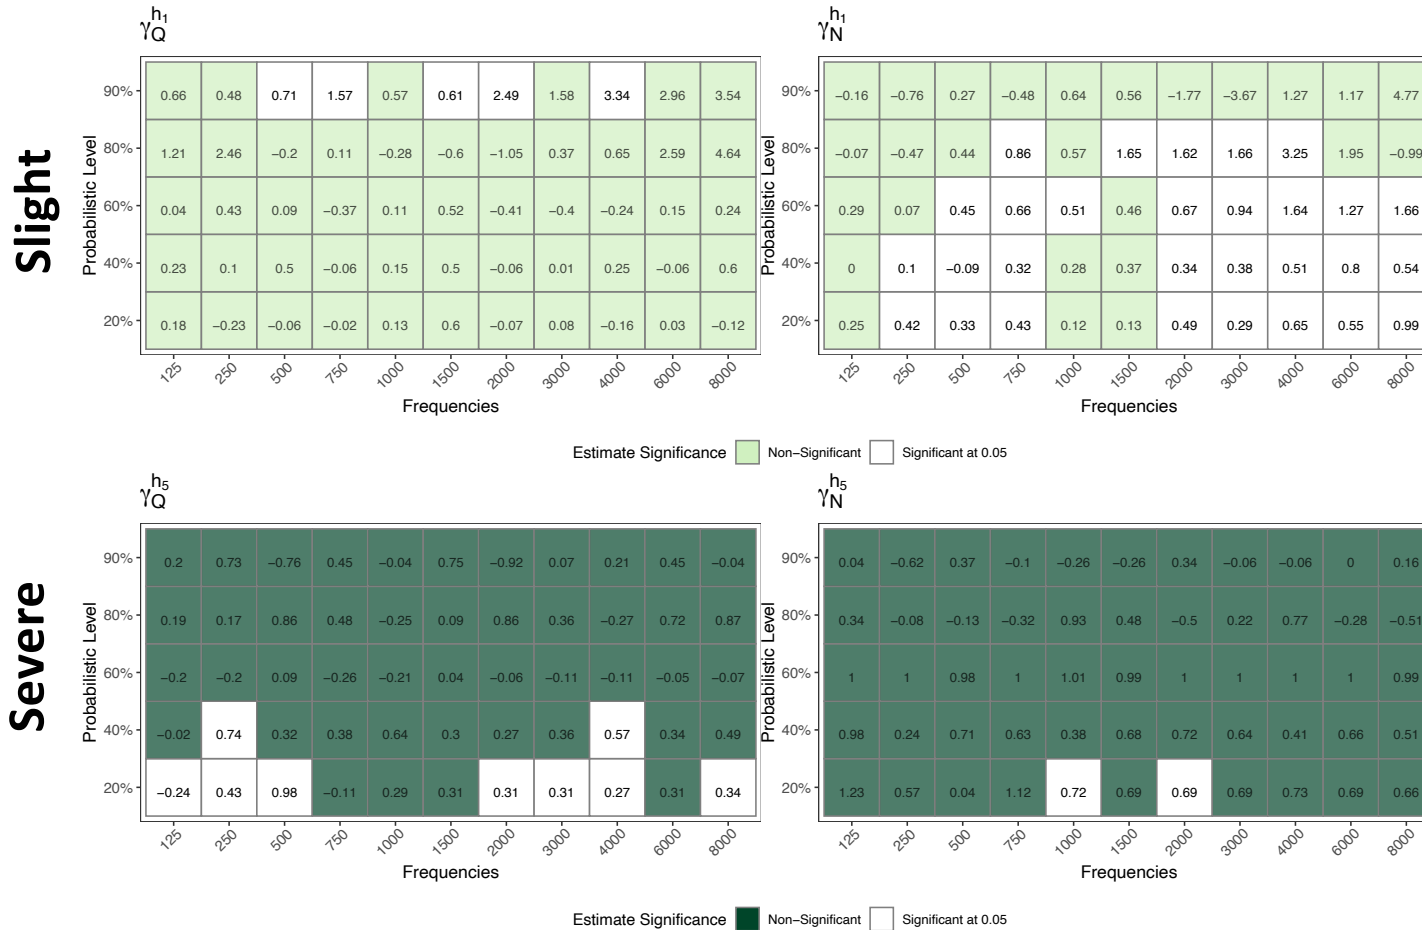 Slight
γ_Q^{h_1}
Probabilistic Level
90% 0.66 0.48 0.71 1.57 0.57 0.61 2.49 1.58 3.34 2.96 3.54
80% 1.21 2.46 −0.2 0.11 −0.28 −0.6 −1.05 0.37 0.65 2.59 4.64
60% 0.04 0.43 0.09 −0.37 0.11 0.52 −0.41 −0.4 −0.24 0.15 0.24
40% 0.23 0.1 0.5 −0.06 0.15 0.5 −0.06 0.01 0.25 −0.06 0.6
20% 0.18 −0.23 −0.06 −0.02 0.13 0.6 −0.07 0.08 −0.16 0.03 −0.12
125 250 500 750 1000 1500 2000 3000 4000 6000 8000
Frequencies
γ_N^{h_1}
Probabilistic Level
90% −0.16 −0.76 0.27 −0.48 0.64 0.56 −1.77 −3.67 1.27 1.17 4.77
80% −0.07 −0.47 0.44 0.86 0.57 1.65 1.62 1.66 3.25 1.95 −0.99
60% 0.29 0.07 0.45 0.66 0.51 0.46 0.67 0.94 1.64 1.27 1.66
40% 0 0.1 −0.09 0.32 0.28 0.37 0.34 0.38 0.51 0.8 0.54
20% 0.25 0.42 0.33 0.43 0.12 0.13 0.49 0.29 0.65 0.55 0.99
125 250 500 750 1000 1500 2000 3000 4000 6000 8000
Frequencies
Estimate Significance Non−Significant Significant at 0.05
Severe
γ_Q^{h_5}
Probabilistic Level
90% 0.2 0.73 −0.76 0.45 −0.04 0.75 −0.92 0.07 0.21 0.45 −0.04
80% 0.19 0.17 0.86 0.48 −0.25 0.09 0.86 0.36 −0.27 0.72 0.87
60% −0.2 −0.2 0.09 −0.26 −0.21 0.04 −0.06 −0.11 −0.11 −0.05 −0.07
40% −0.02 0.74 0.32 0.38 0.64 0.3 0.27 0.36 0.57 0.34 0.49
20% −0.24 0.43 0.98 −0.11 0.29 0.31 0.31 0.31 0.27 0.31 0.34
125 250 500 750 1000 1500 2000 3000 4000 6000 8000
Frequencies
γ_N^{h_5}
Probabilistic Level
90% 0.04 −0.62 0.37 −0.1 −0.26 −0.26 0.34 −0.06 −0.06 0 0.16
80% 0.34 −0.08 −0.13 −0.32 0.93 0.48 −0.5 0.22 0.77 −0.28 −0.51
60% 1 1 0.98 1 1.01 0.99 1 1 1 1 0.99
40% 0.98 0.24 0.71 0.63 0.38 0.68 0.72 0.64 0.41 0.66 0.51
20% 1.23 0.57 0.04 1.12 0.72 0.69 0.69 0.69 0.73 0.69 0.66
125 250 500 750 1000 1500 2000 3000 4000 6000 8000
Frequencies
Estimate Significance Non−Significant Significant at 0.05